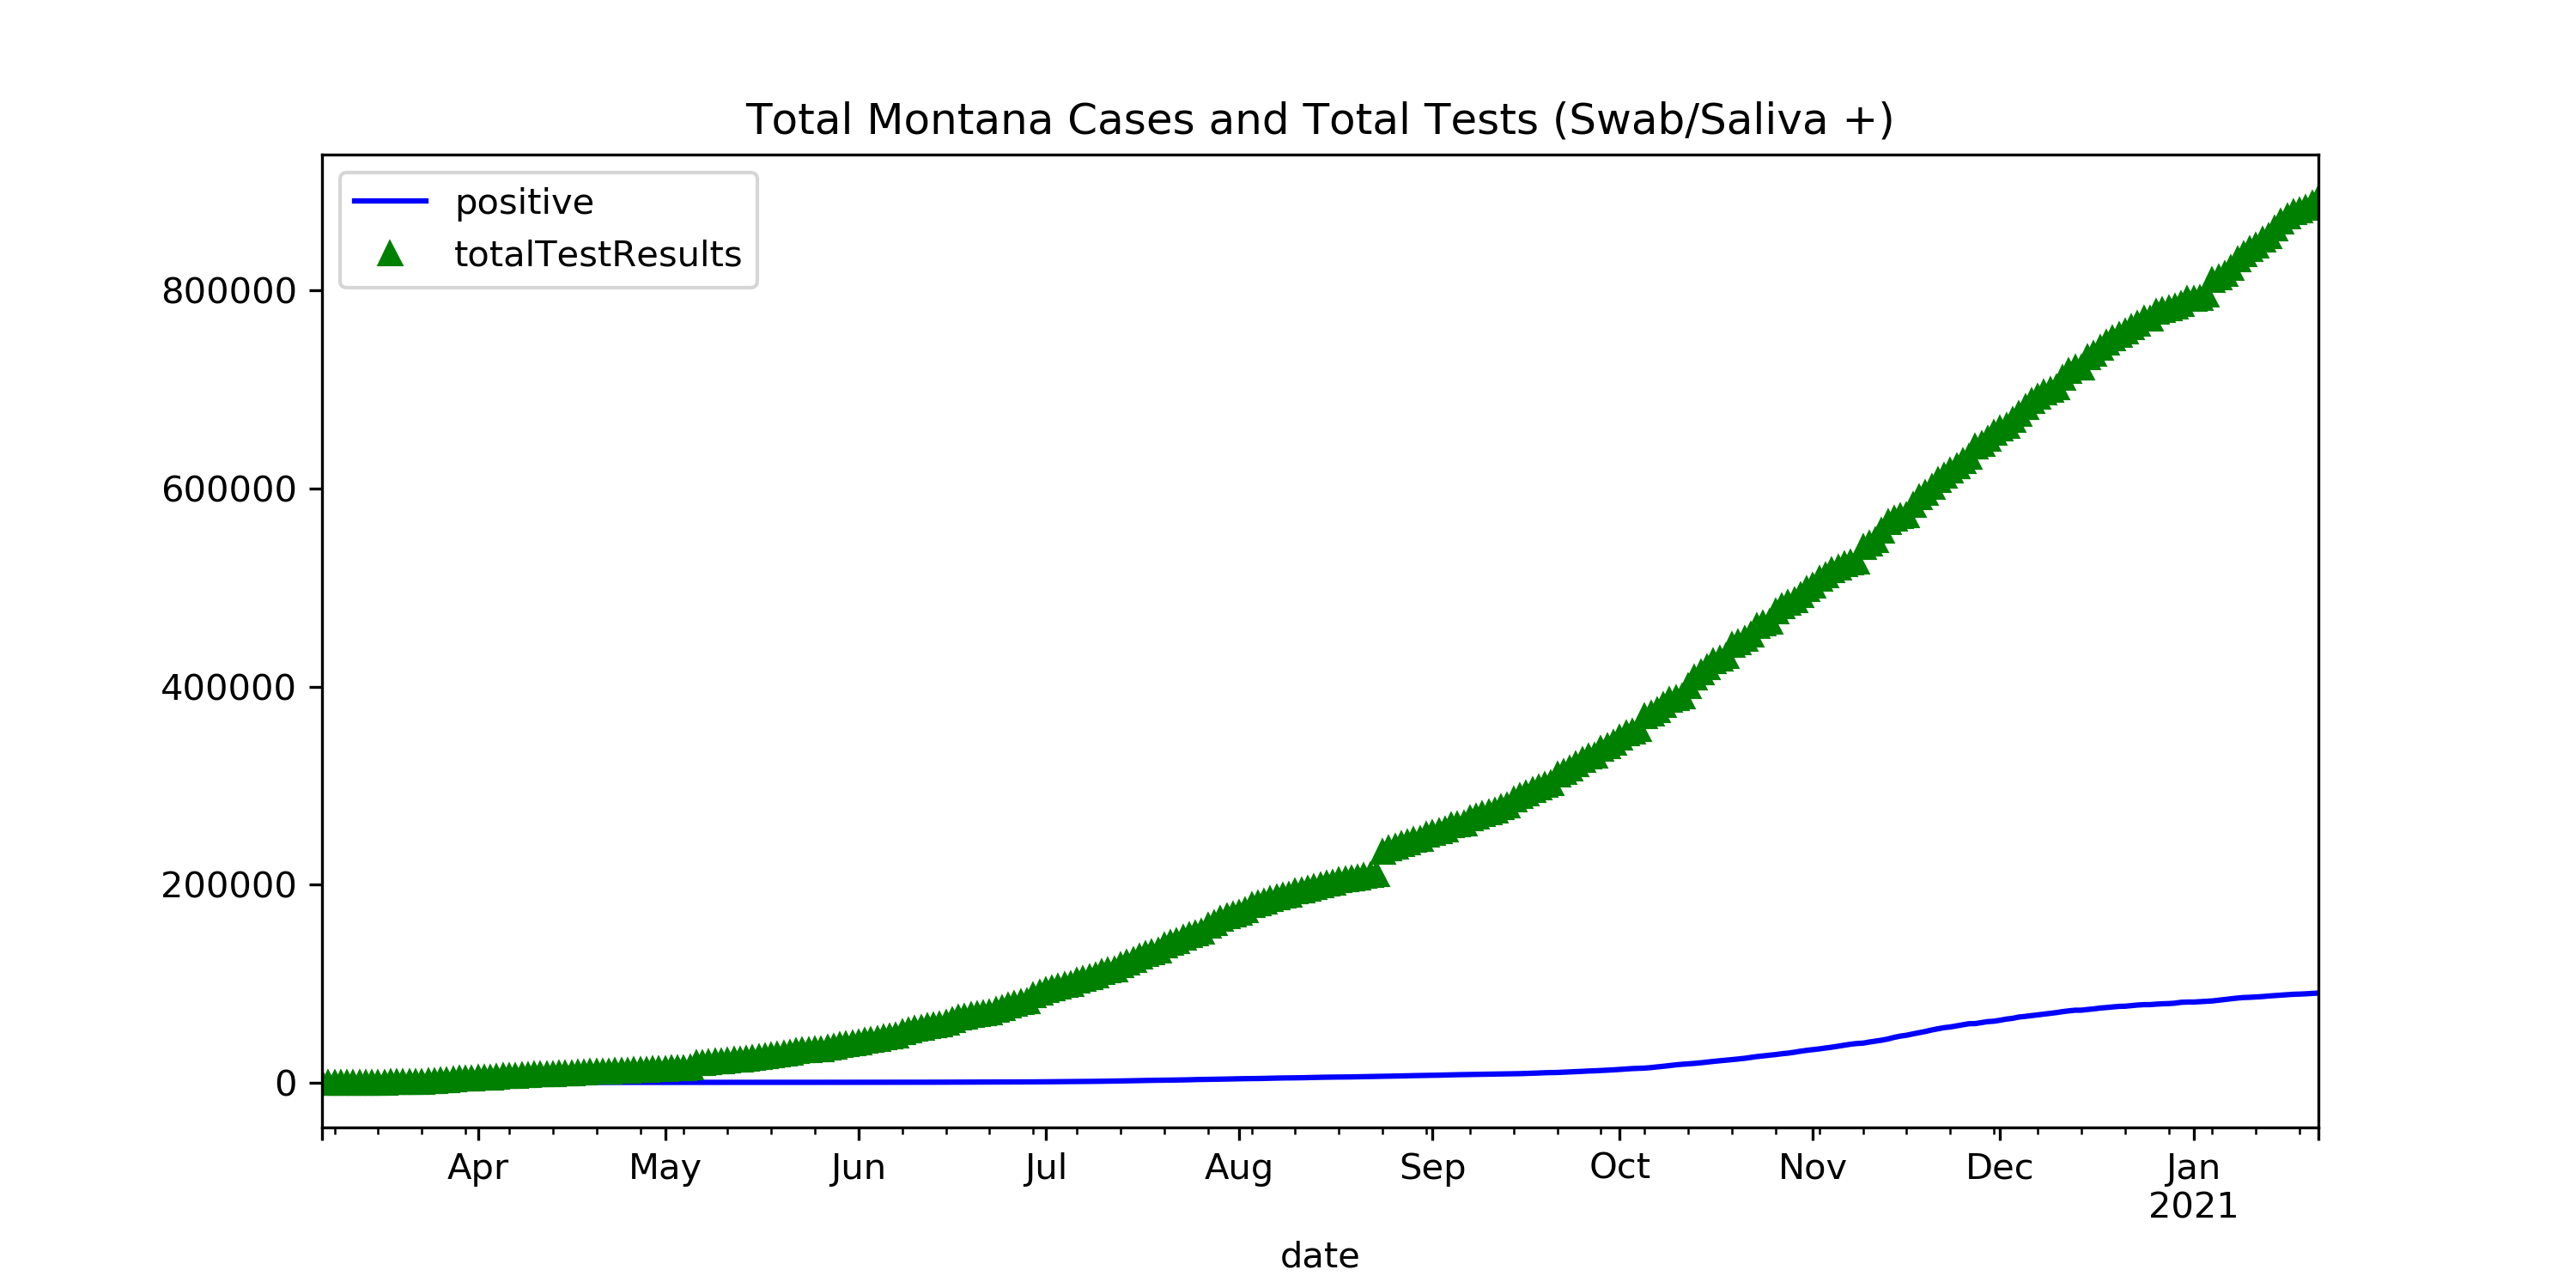 Total Montana Cases and Total Tests (Swab/Saliva +)
positive
totalTestResults
800000
600000
400000
200000
0
Apr May Jun Jul Aug Sep Oct Nov Dec Jan
2021
date